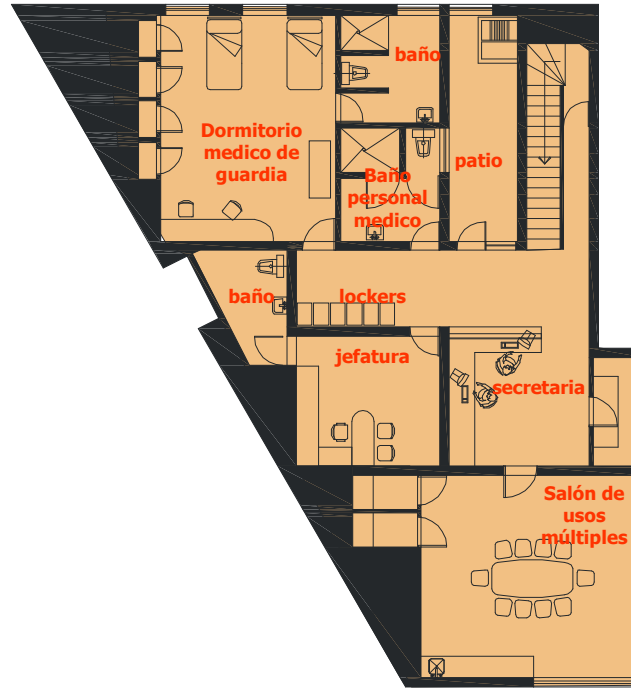 baño
Dormitorio
medico de
guardia
patio
Baño
personal
medico
baño
lockers
jefatura
secretaria
Salón de
usos
múltiples